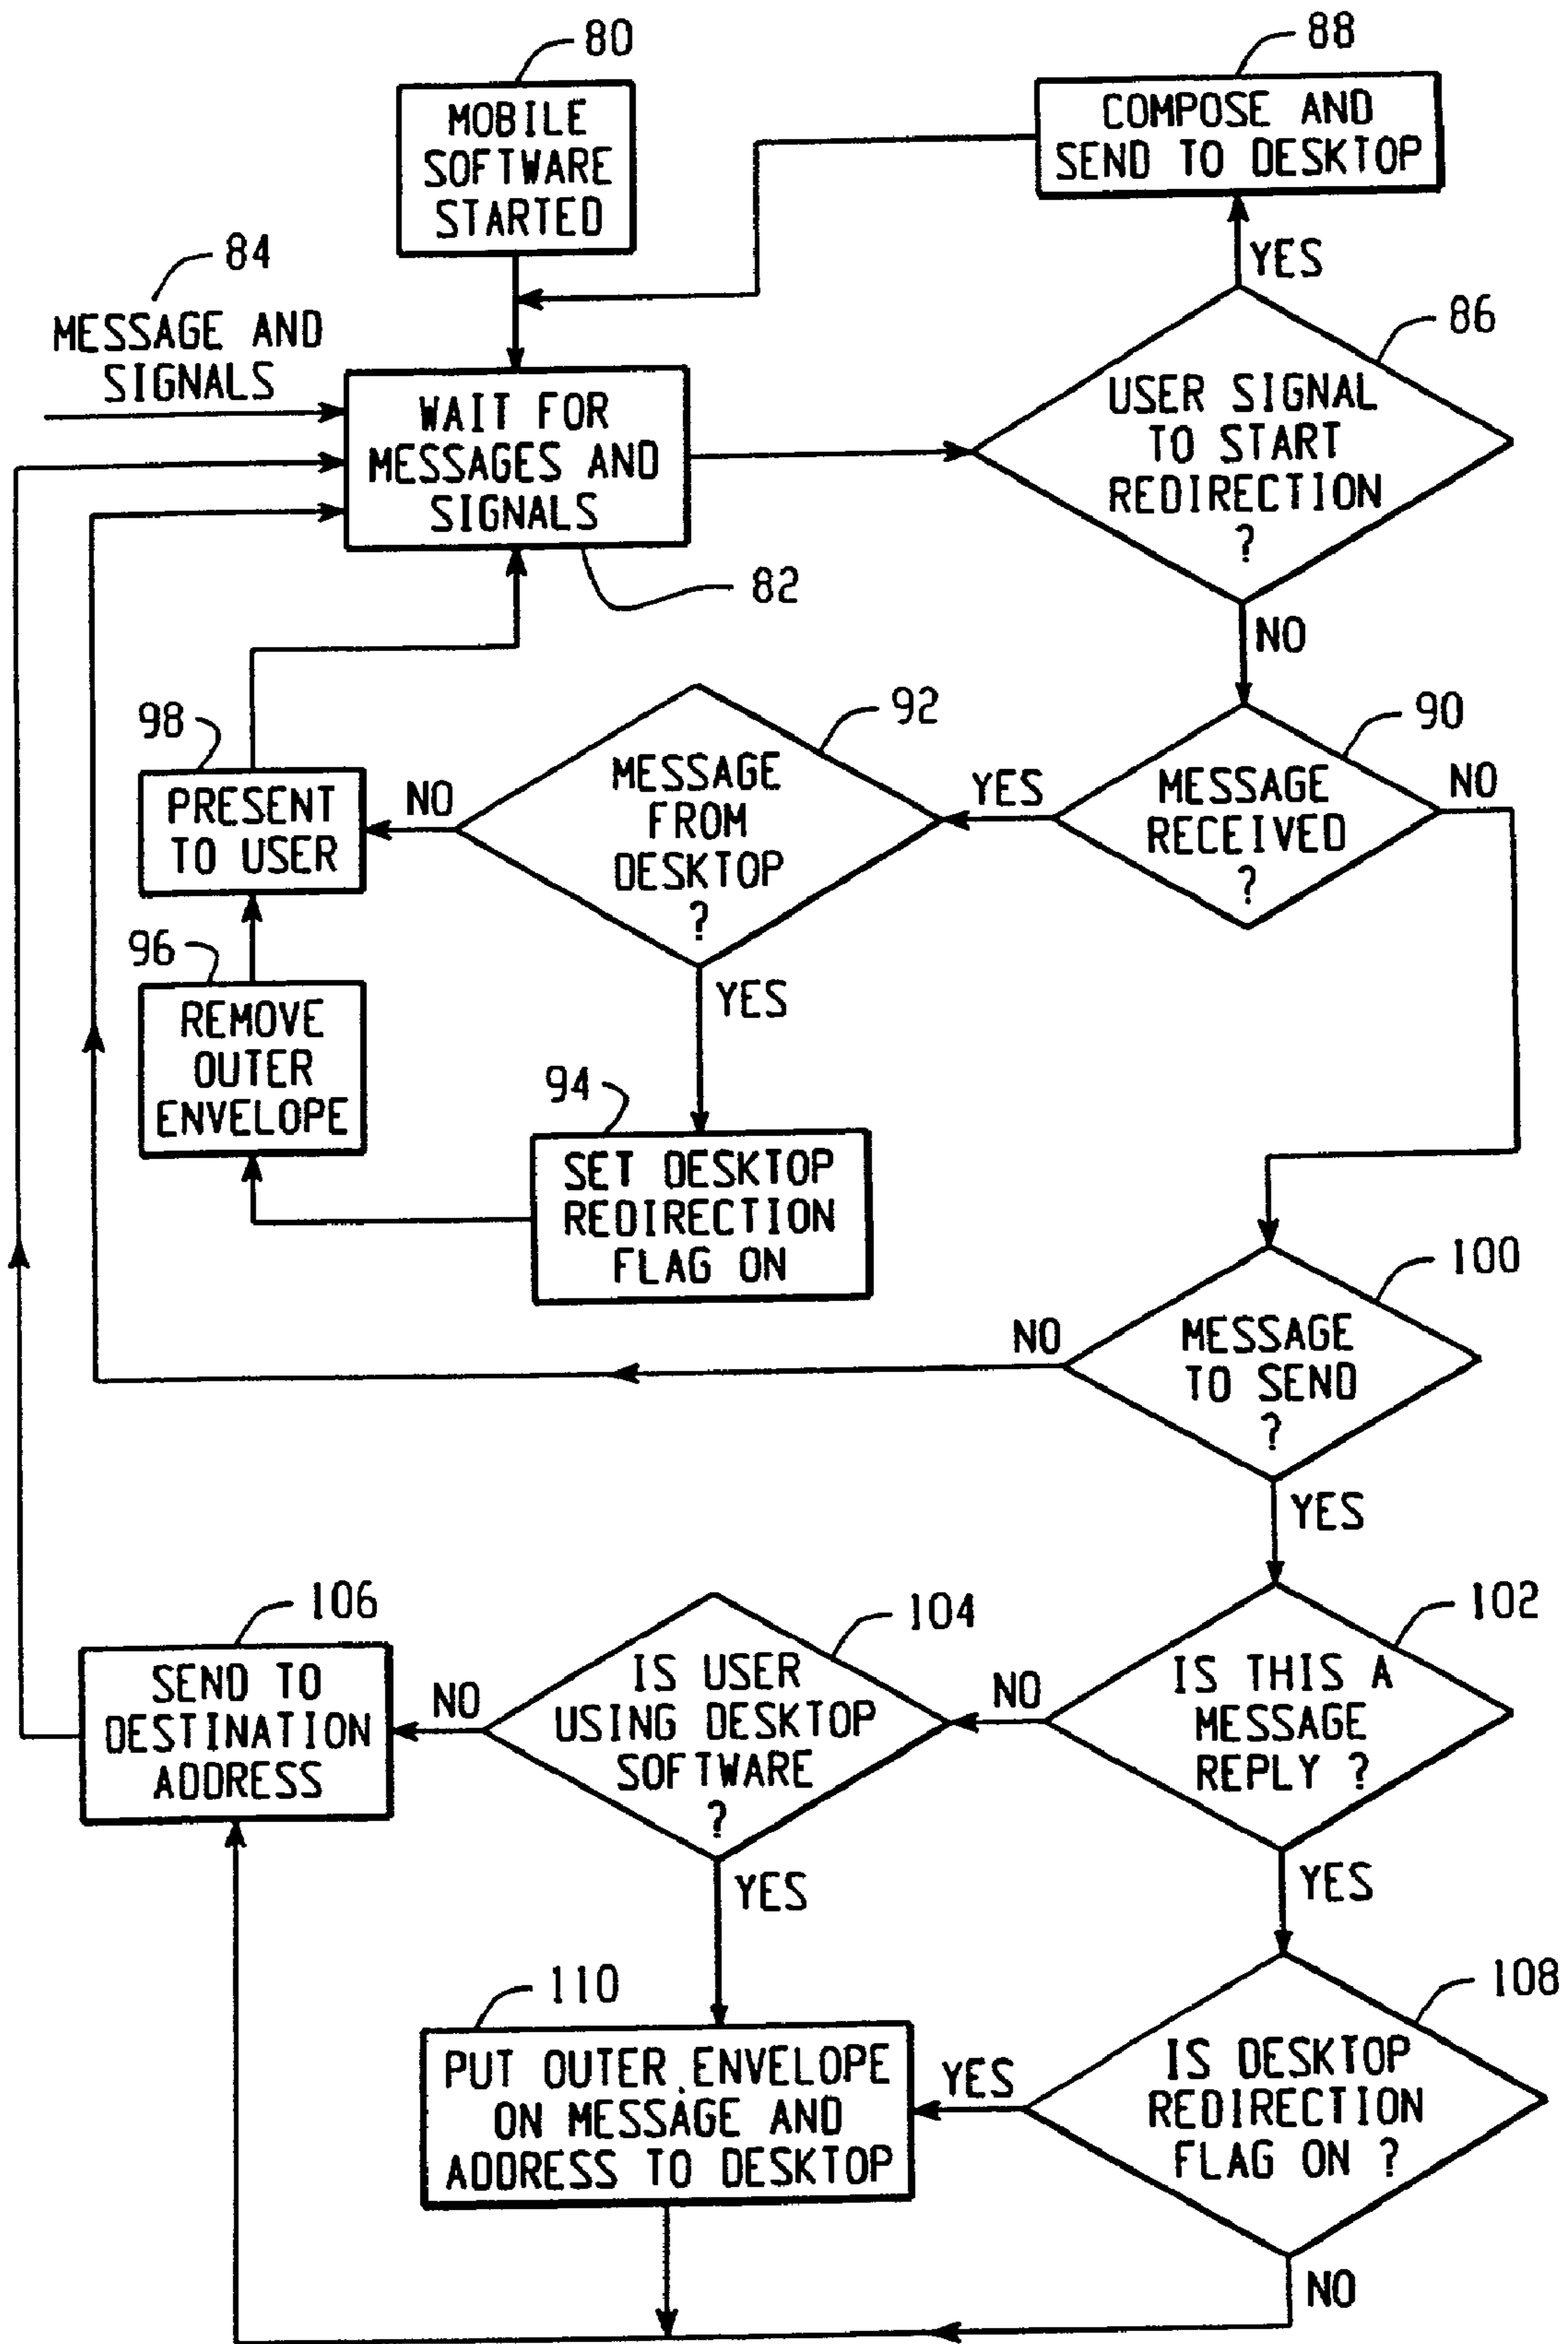 80
MOBILE
SOFTWARE
STARTED
88
COMPOSE AND
SEND TO DESKTOP
YES
84
MESSAGE AND
SIGNALS
86
USER SIGNAL
TO START
REDIRECTION
?
WAIT FOR
MESSAGES AND
SIGNALS
82
NO
98
PRESENT
TO USER
NO
92
MESSAGE
FROM
DESKTOP
?
YES
90
MESSAGE
RECEIVED
?
NO
96
REMOVE
OUTER
ENVELOPE
YES
94
SET DESKTOP
REDIRECTION
FLAG ON
100
MESSAGE
TO SEND
?
NO
YES
106
SEND TO
DESTINATION
ADDRESS
NO
104
IS USER
USING DESKTOP
SOFTWARE
?
NO
102
IS THIS A
MESSAGE
REPLY ?
YES
YES
110
PUT OUTER ENVELOPE
ON MESSAGE AND
ADDRESS TO DESKTOP
YES
108
IS DESKTOP
REDIRECTION
FLAG ON ?
NO